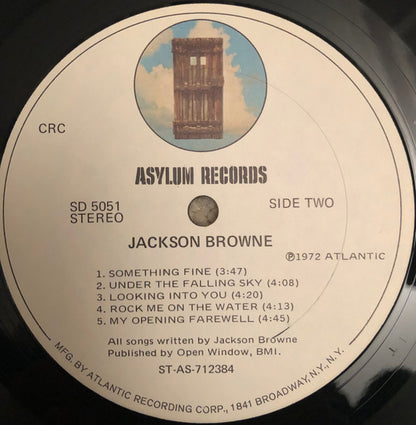 CRC
ASYLUM RECORDS
SD 5051
STEREO
SIDE TWO
JACKSON BROWNE
Ⓟ1972 ATLANTIC
1. SOMETHING FINE (3:47)
2. UNDER THE FALLING SKY (4:08)
3. LOOKING INTO YOU (4:20)
4. ROCK ME ON THE WATER (4:13)
5. MY OPENING FAREWELL (4:45)
All songs written by Jackson Browne
Published by Open Window, BMI.
ST-AS-712384
MFG. BY ATLANTIC RECORDING CORP., 1841 BROADWAY, N.Y., N.Y.